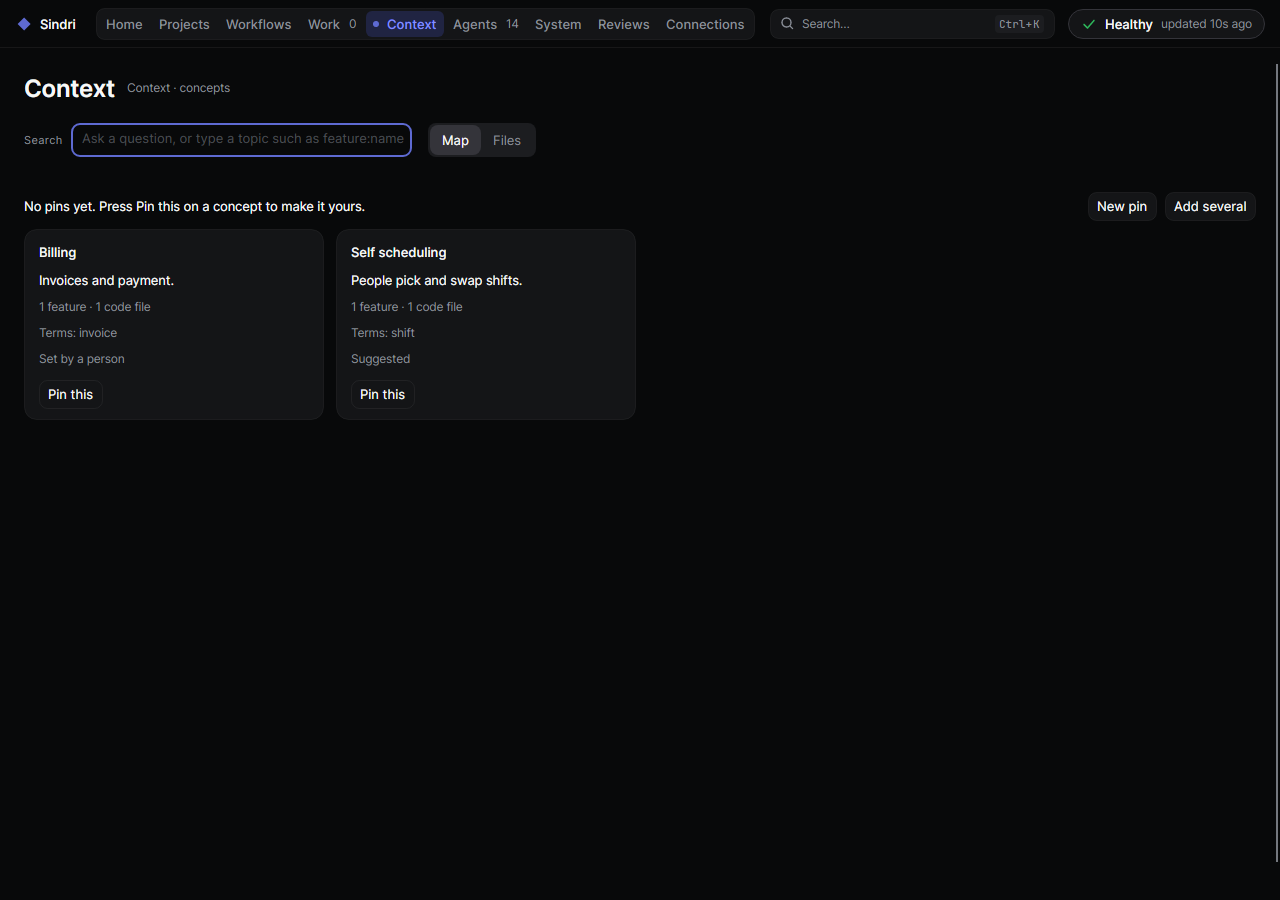 Sindri Home Projects Workflows Work 0 Context Agents 14 System Reviews Connections Search... Ctrl+K Healthy updated 10s ago
Context Context · concepts
Search Ask a question, or type a topic such as feature:name Map Files
No pins yet. Press Pin this on a concept to make it yours. New pin Add several
Billing
Invoices and payment.
1 feature · 1 code file
Terms: invoice
Set by a person
Pin this
Self scheduling
People pick and swap shifts.
1 feature · 1 code file
Terms: shift
Suggested
Pin this